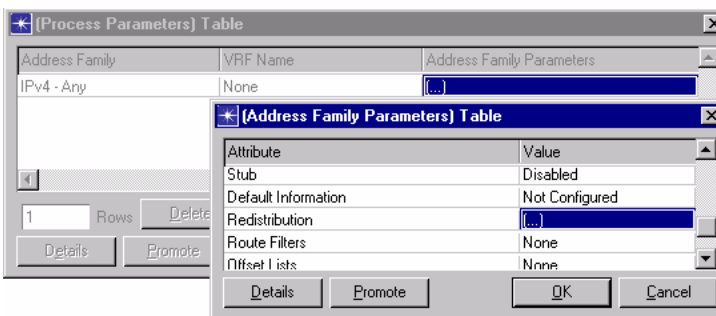 (Process Parameters) Table
Address Family VRF Name Address Family Parameters
IPv4 - Any None (...)
1 Rows Delete
Details Promote
(Address Family Parameters) Table
Attribute Value
Stub Disabled
Default Information Not Configured
Redistribution (...)
Route Filters None
Offset Lists None
Details Promote OK Cancel